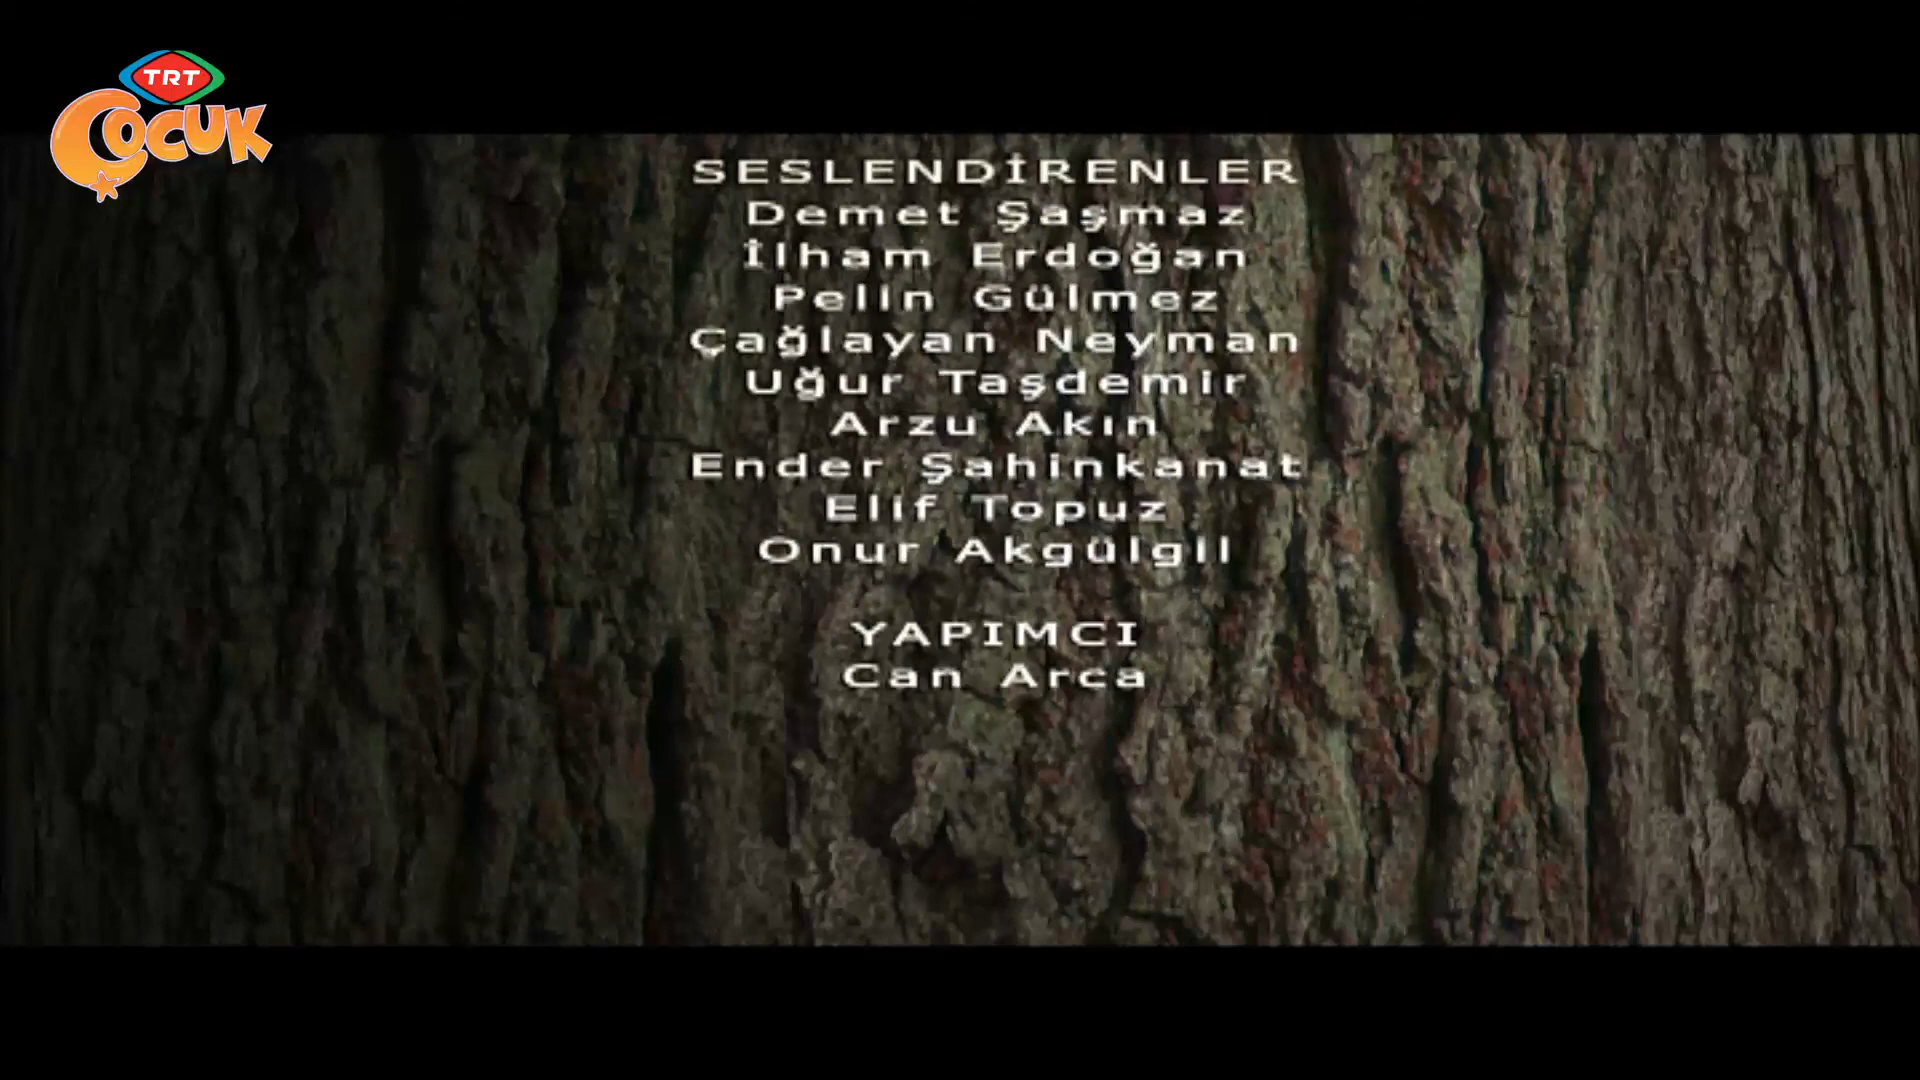 TRT
ÇOCUK
SESLENDİRENLER
Demet Şaşmaz
İlham Erdoğan
Pelin Gülmez
Çağlayan Neyman
Uğur Taşdemir
Arzu Akın
Ender Şahinkanat
Elif Topuz
Onur Akgülgil
YAPIMCI
Can Arca